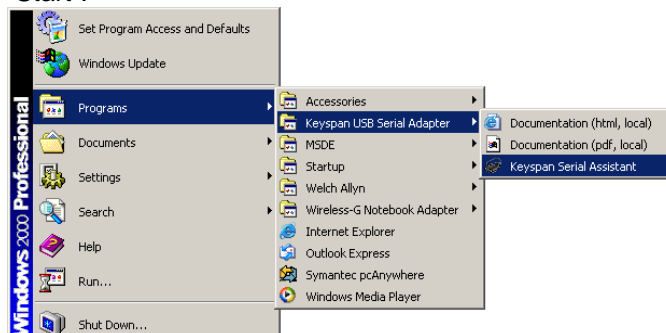 Start .
Windows 2000 Professional
Set Program Access and Defaults
Windows Update
Programs
Documents
Settings
Search
Help
Run...
Shut Down...
Accessories
Keyspan USB Serial Adapter
MSDE
Startup
Welch Allyn
Wireless-G Notebook Adapter
Internet Explorer
Outlook Express
Symantec pcAnywhere
Windows Media Player
Documentation (html, local)
Documentation (pdf, local)
Keyspan Serial Assistant